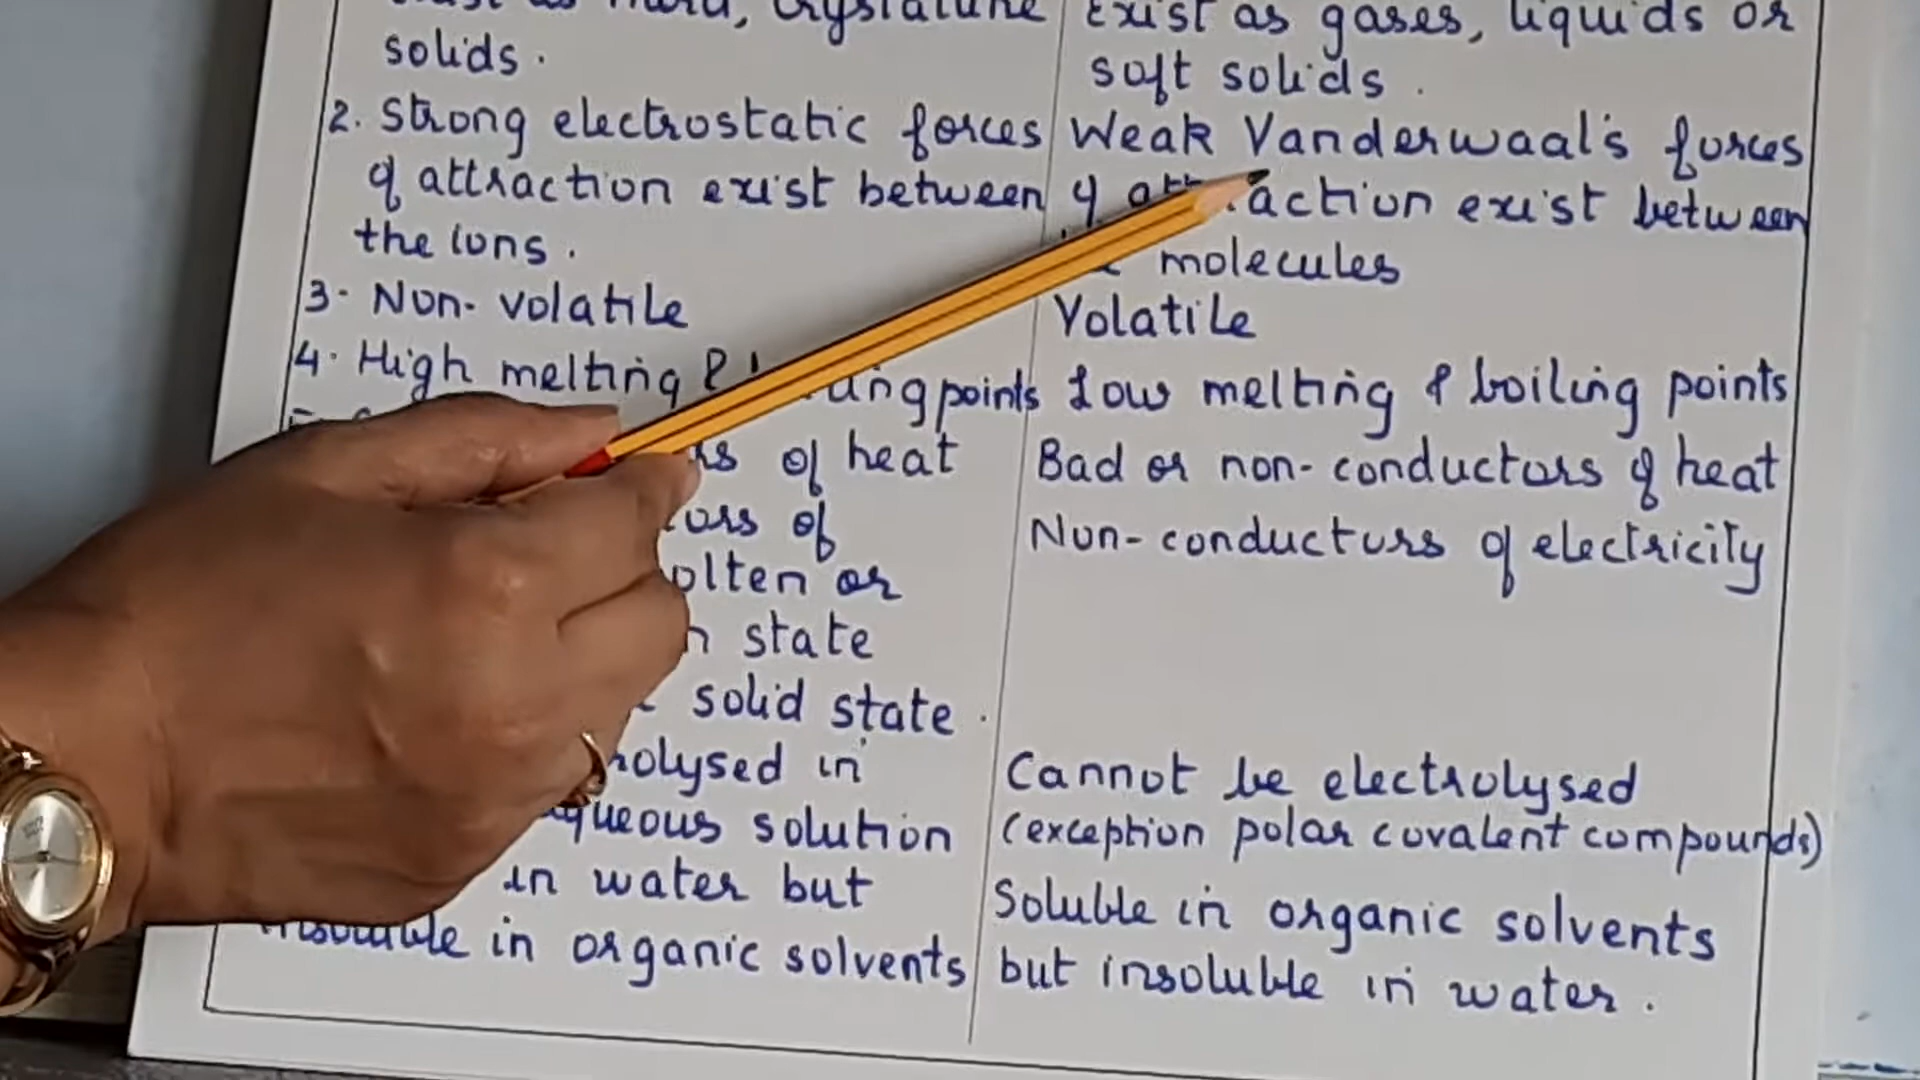 solids.
2. Strong electrostatic forces
of attraction exist between
the ions.
3. Non-volatile
4. High melting & points
of heat
of
or
state
solid state.
in
aqueous solution
in water but
insoluble in organic solvents
Exist as gases, liquids or
soft solids.
Weak Vanderwaal's forces
of attraction exist between
molecules
Volatile
Low melting & boiling points
Bad or non-conductors of heat
Non-conductors of electricity
Cannot be electrolysed
(exception polar covalent compounds)
Soluble in organic solvents
but insoluble in water.